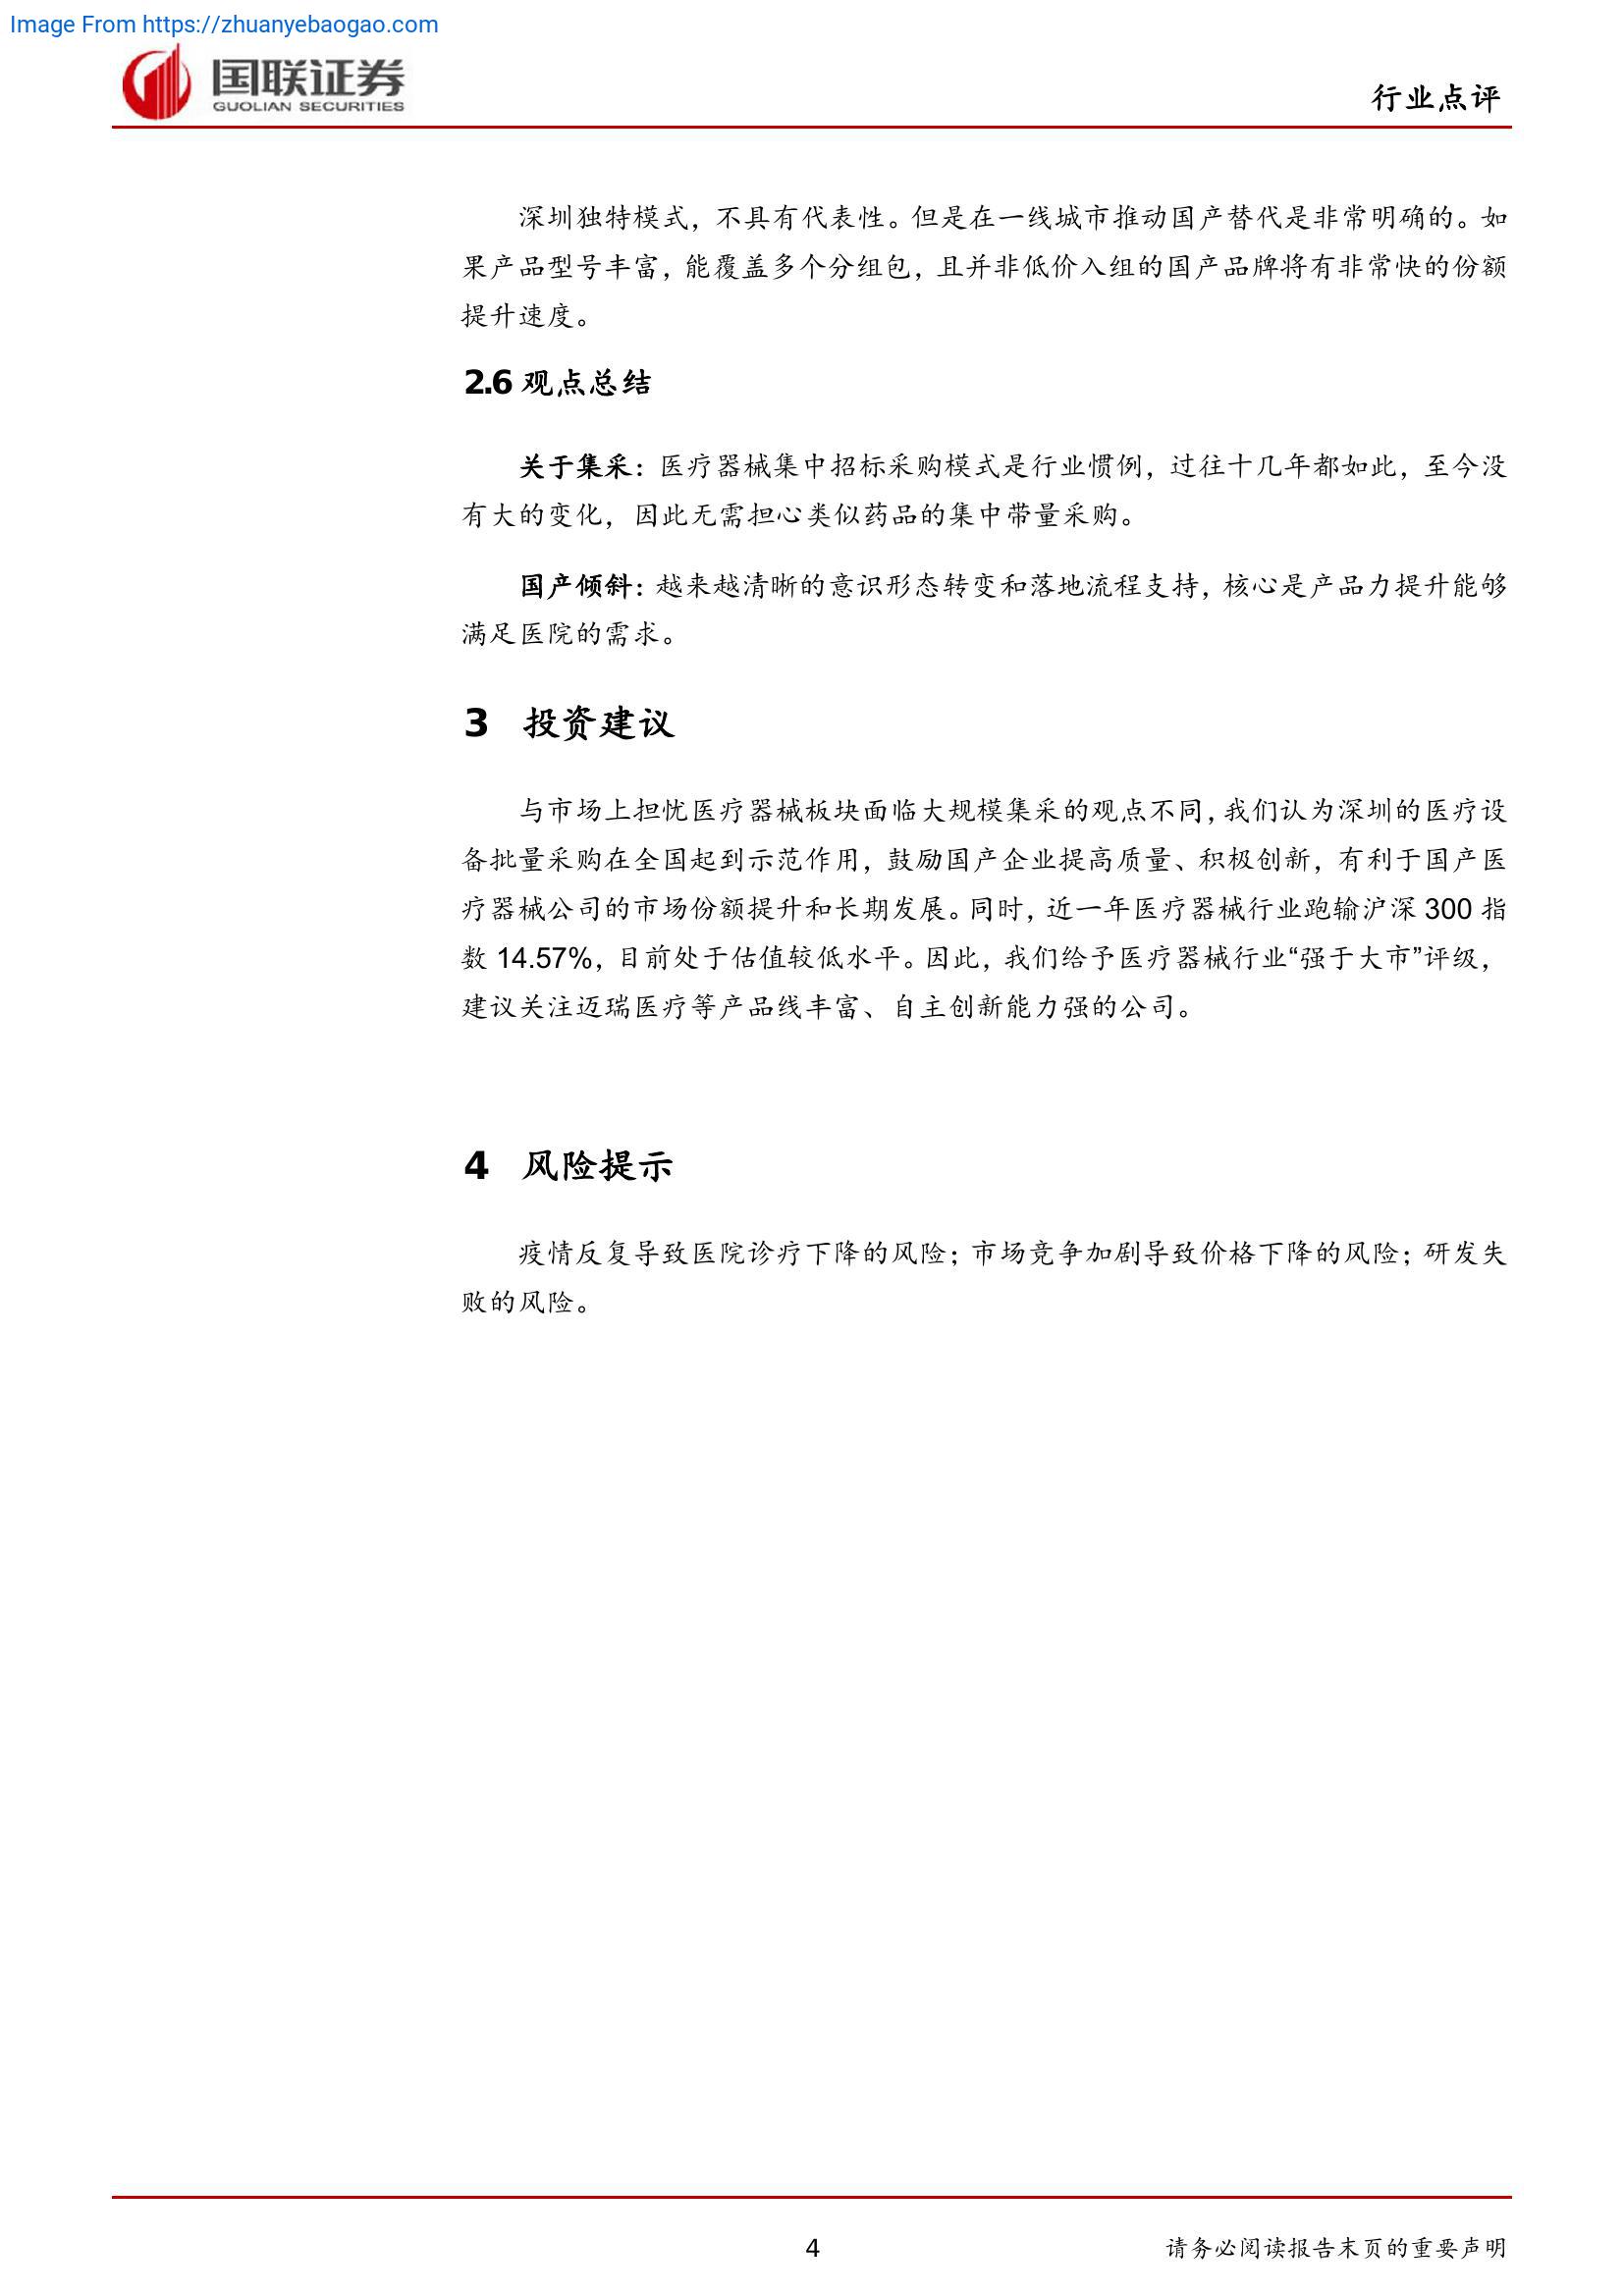 Image From https://zhuanyebaogao.com
国联证券
GUOLIAN SECURITIES
行业点评
深圳独特模式，不具有代表性。但是在一线城市推动国产替代是非常明确的。如
果产品型号丰富，能覆盖多个分组包，且并非低价入组的国产品牌将有非常快的份额
提升速度。
2.6 观点总结
关于集采：医疗器械集中招标采购模式是行业惯例，过往十几年都如此，至今没
有大的变化，因此无需担心类似药品的集中带量采购。
国产倾斜：越来越清晰的意识形态转变和落地流程支持，核心是产品力提升能够
满足医院的需求。
3 投资建议
与市场上担忧医疗器械板块面临大规模集采的观点不同，我们认为深圳的医疗设
备批量采购在全国起到示范作用，鼓励国产企业提高质量、积极创新，有利于国产医
疗器械公司的市场份额提升和长期发展。同时，近一年医疗器械行业跑输沪深 300 指
数 14.57%，目前处于估值较低水平。因此，我们给予医疗器械行业“强于大市”评级，
建议关注迈瑞医疗等产品线丰富、自主创新能力强的公司。
4 风险提示
疫情反复导致医院诊疗下降的风险；市场竞争加剧导致价格下降的风险；研发失
败的风险。
4
请务必阅读报告末页的重要声明